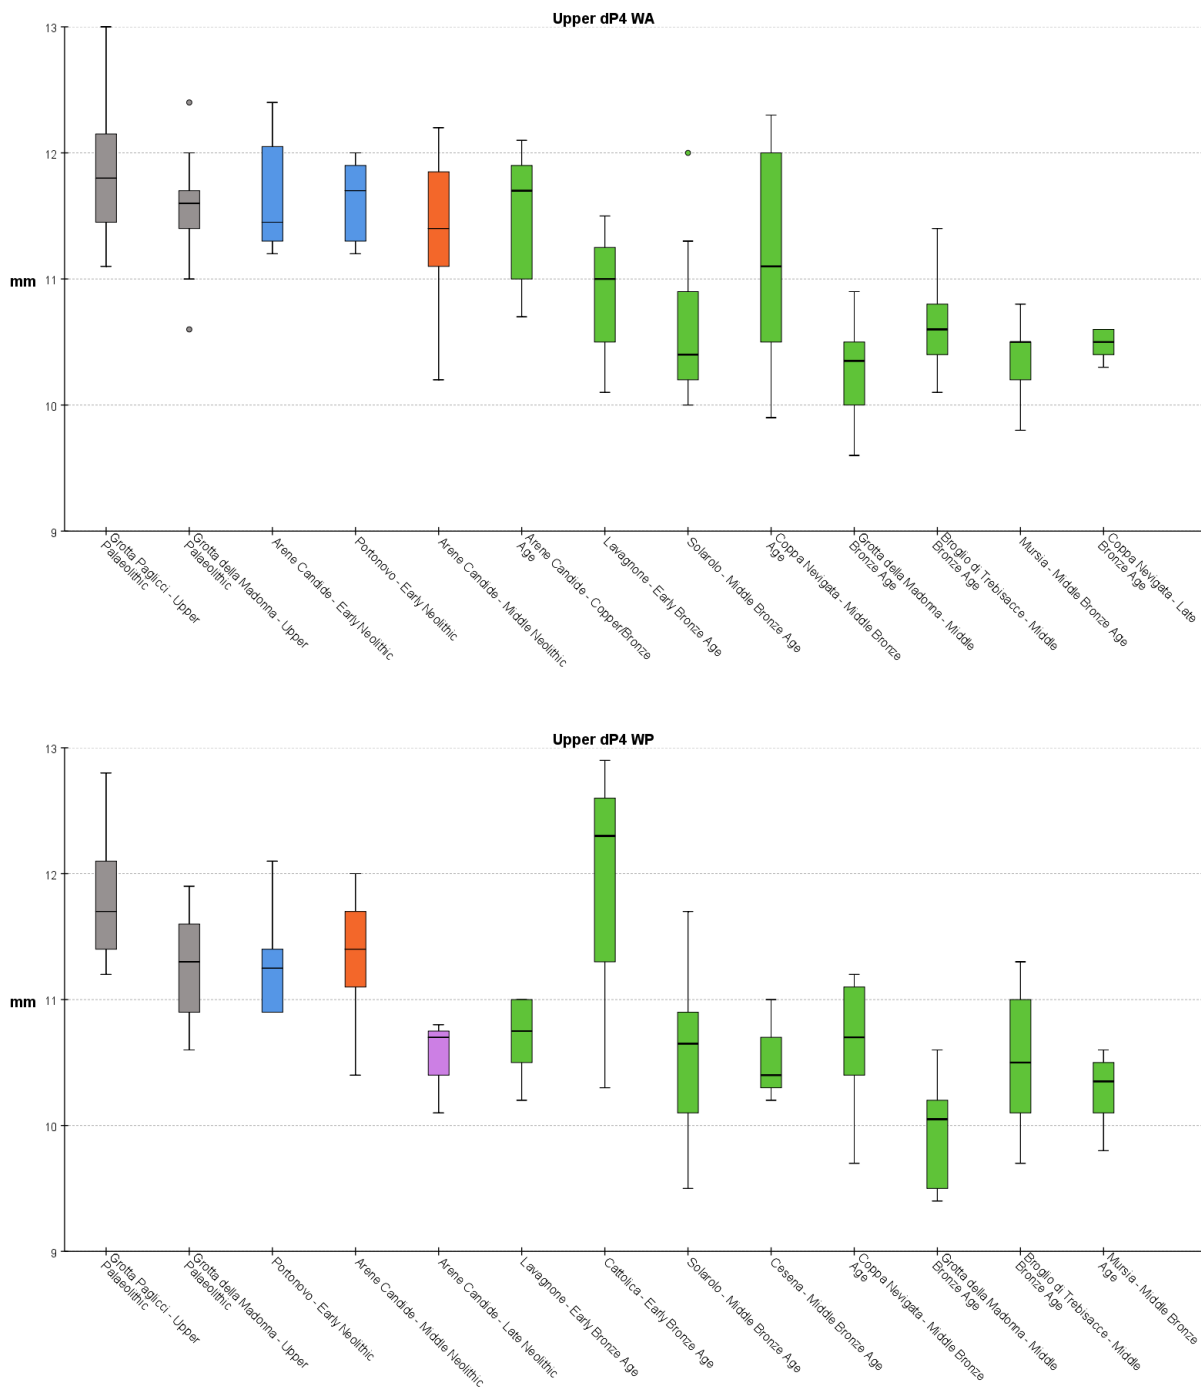 Upper dP4 WA
13
12
11
mm
10
9
Grotta Paglicci - Upper
Palaeolithic
Grotta della Madonna - Upper
Palaeolithic
Arene Candide - Early Neolithic
Portonovo - Early Neolithic
Arene Candide - Middle Neolithic
Arene Candide - Copper/Bronze
Age
Lavagnone - Early Bronze Age
Solarolo - Middle Bronze Age
Coppa Nevigata - Middle Bronze
Age
Grotta della Madonna - Middle
Bronze Age
Broglio di Trebisacce - Middle
Bronze Age
Mursia - Middle Bronze Age
Coppa Nevigata - Late
Bronze Age
Upper dP4 WP
13
12
11
mm
10
9
Grotta Paglicci - Upper
Palaeolithic
Grotta della Madonna - Upper
Palaeolithic
Portonovo - Early Neolithic
Arene Candide - Middle Neolithic
Arene Candide - Late Neolithic
Lavagnone - Early Bronze Age
Cattolica - Early Bronze Age
Solarolo - Middle Bronze Age
Cesena - Middle Bronze Age
Coppa Nevigata - Middle Bronze
Age
Grotta della Madonna - Middle
Bronze Age
Broglio di Trebisacce - Middle
Bronze Age
Mursia - Middle Bronze
Age